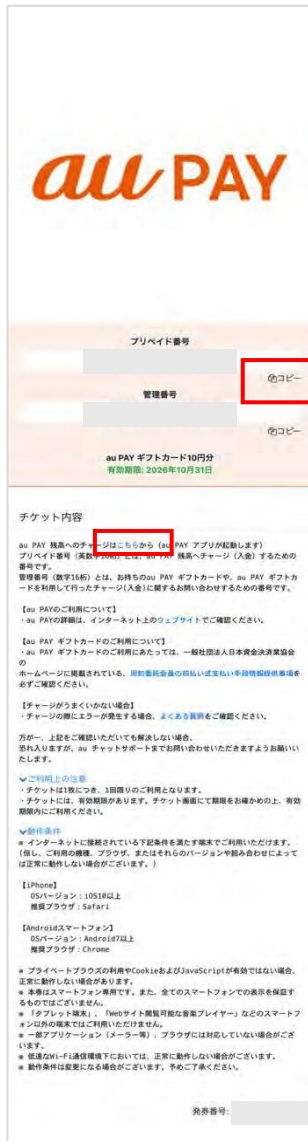 au PAY
プリペイド番号
コピー
管理番号
コピー
au PAY ギフトカード10円分
有効期限: 2026年10月31日
チケット内容
au PAY 残高へのチャージはこちらから (au PAY アプリが起動します)
プリペイド番号 (英数字16桁) とは、au PAY 残高へチャージ (入金) するための
番号です。
管理番号 (数字16桁) とは、お持ちのau PAY ギフトカードや、au PAY ギフトカ
ードを利用して行ったチャージ(入金)に関するお問い合わせするための番号です。
【au PAYのご利用について】
・au PAYの詳細は、インターネット上のウェブサイトでご確認ください。
【au PAY ギフトカードのご利用について】
・au PAY ギフトカードのご利用にあたっては、一般社団法人日本資金決済業協会
の
ホームページに掲載されている、周知委託会員の前払い式支払い手段情報提供事項を
必ずご確認ください。
【チャージがうまくいかない場合】
・チャージの際にエラーが発生する場合、よくある質問をご確認ください。
万が一、上記をご確認いただいても解決しない場合、
恐れ入りますが、au チャットサポートまでお問い合わせいただきますようお願いい
たします。
ご利用上の注意
・チケットは1枚につき、1回限りのご利用となります。
・チケットには、有効期限があります。チケット画面にて期限をお確かめの上、有効
期限内にご利用ください。
動作条件
※ インターネットに接続されている下記条件を満たす端末でご利用いただけます。
(但し、ご利用の機種、ブラウザ、またはそれらのバージョンや組み合わせによって
は正常に動作しない場合がございます。)
【iPhone】
OSバージョン：iOS10以上
推奨ブラウザ：Safari
【Androidスマートフォン】
OSバージョン：Android7以上
推奨ブラウザ：Chrome
※ プライベートブラウズの利用やCookieおよびJavaScriptが有効ではない場合、
正常に動作しない場合があります。
※ 本券はスマートフォン専用です。また、全てのスマートフォンでの表示を保証す
るものではございません。
※ 「タブレット端末」、「Webサイト閲覧可能な音楽プレイヤー」などのスマートフ
ォン以外の端末ではご利用いただけません。
※ 一部アプリケーション (メーラー等)、ブラウザには対応していない場合がござ
います。
※ 低速なWi-Fi通信環境下においては、正常に動作しない場合がございます。
※ 動作条件は変更になる場合がございます。予めご了承ください。
発券番号: